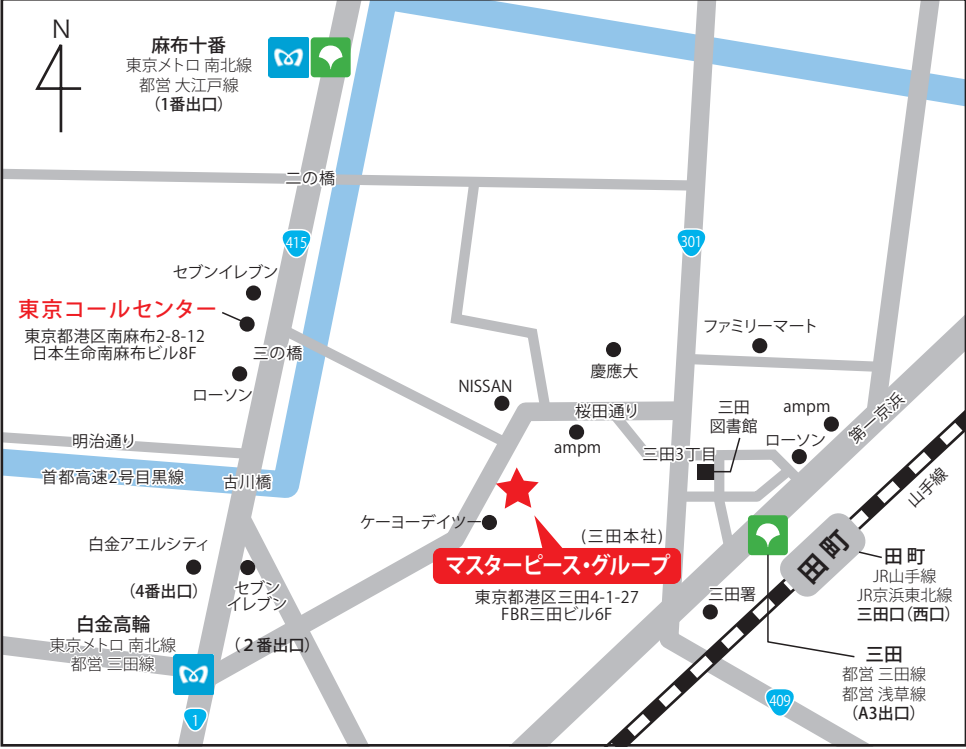 N
麻布十番
東京メトロ 南北線
都営 大江戸線
(1番出口)
二の橋
415
301
セブンイレブン
東京コールセンター
東京都港区南麻布2-8-12
日本生命南麻布ビル8F
三の橋
ローソン
ファミリーマート
慶應大
NISSAN
桜田通り
ampm
三田
図書館
ampm
ローソン
第一京浜
三田3丁目
明治通り
首都高速2号目黒線
古川橋
山手線
ケーヨーデイツー
(三田本社)
マスターピース・グループ
東京都港区三田4-1-27
FBR三田ビル6F
田町
田町
JR山手線
JR京浜東北線
三田口(西口)
白金アエルシティ
(4番出口)
セブン
イレブン
三田署
白金高輪
東京メトロ 南北線
都営 三田線
(2番出口)
三田
都営 三田線
都営 浅草線
(A3出口)
409
1